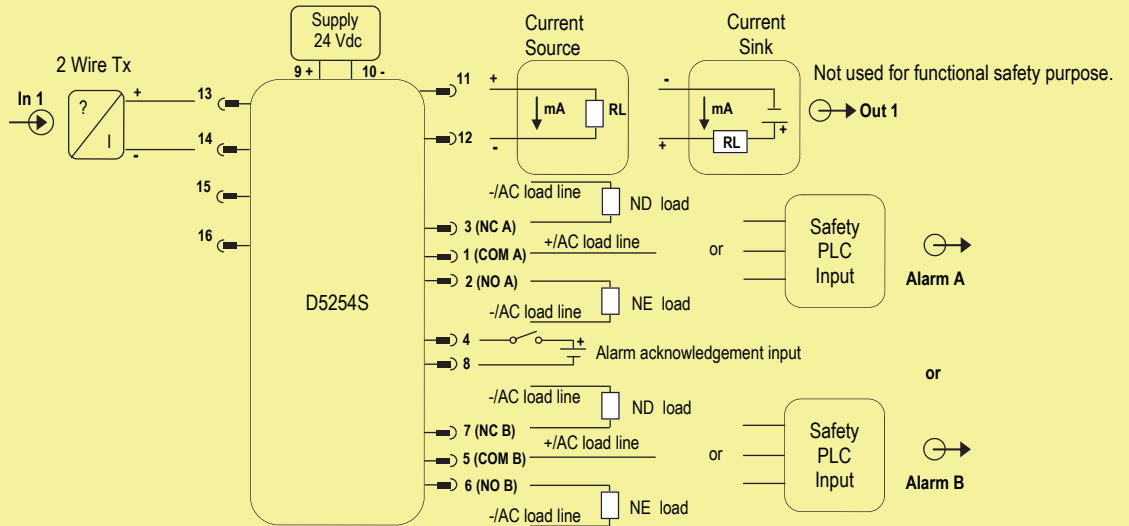 Supply
24 Vdc
9 +
10 -
2 Wire Tx
In 1
+
-
?
I
13
14
15
16
D5254S
11
12
Current
Source
+
-
mA
RL
Current
Sink
-
+
mA
RL
+
Not used for functional safety purpose.
Out 1
-/AC load line
ND load
3 (NC A)
+/AC load line
1 (COM A)
2 (NO A)
NE load
-/AC load line
or
Safety
PLC
Input
Alarm A
4
+
8
Alarm acknowledgement input
or
-/AC load line
ND load
7 (NC B)
+/AC load line
5 (COM B)
6 (NO B)
NE load
-/AC load line
or
Safety
PLC
Input
Alarm B